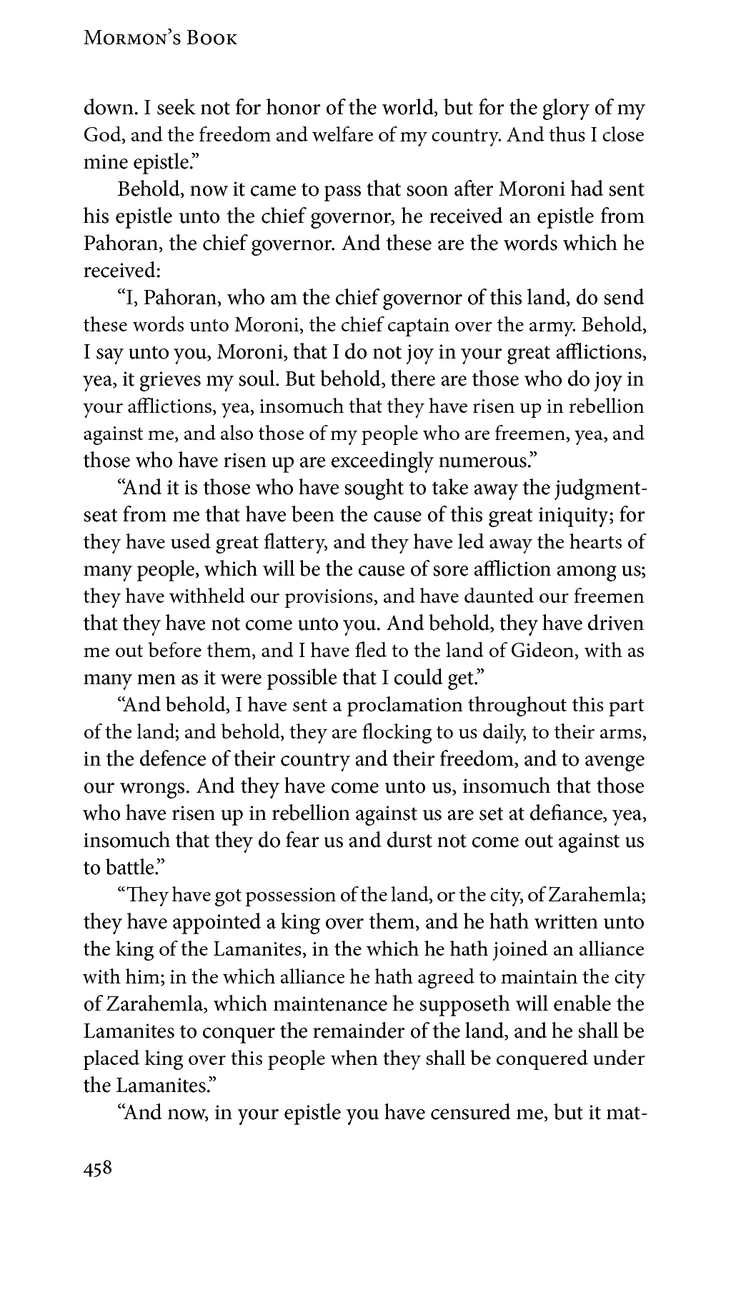 Mormon’s Book
down. I seek not for honor of the world, but for the glory of my
God, and the freedom and welfare of my country. And thus I close
mine epistle.”
Behold, now it came to pass that soon after Moroni had sent
his epistle unto the chief governor, he received an epistle from
Pahoran, the chief governor. And these are the words which he
received:
“I, Pahoran, who am the chief governor of this land, do send
these words unto Moroni, the chief captain over the army. Behold,
I say unto you, Moroni, that I do not joy in your great afflictions,
yea, it grieves my soul. But behold, there are those who do joy in
your afflictions, yea, insomuch that they have risen up in rebellion
against me, and also those of my people who are freemen, yea, and
those who have risen up are exceedingly numerous.”
“And it is those who have sought to take away the judgment-
seat from me that have been the cause of this great iniquity; for
they have used great flattery, and they have led away the hearts of
many people, which will be the cause of sore affliction among us;
they have withheld our provisions, and have daunted our freemen
that they have not come unto you. And behold, they have driven
me out before them, and I have fled to the land of Gideon, with as
many men as it were possible that I could get.”
“And behold, I have sent a proclamation throughout this part
of the land; and behold, they are flocking to us daily, to their arms,
in the defence of their country and their freedom, and to avenge
our wrongs. And they have come unto us, insomuch that those
who have risen up in rebellion against us are set at defiance, yea,
insomuch that they do fear us and durst not come out against us
to battle.”
“They have got possession of the land, or the city, of Zarahemla;
they have appointed a king over them, and he hath written unto
the king of the Lamanites, in the which he hath joined an alliance
with him; in the which alliance he hath agreed to maintain the city
of Zarahemla, which maintenance he supposeth will enable the
Lamanites to conquer the remainder of the land, and he shall be
placed king over this people when they shall be conquered under
the Lamanites.”
“And now, in your epistle you have censured me, but it mat-
458